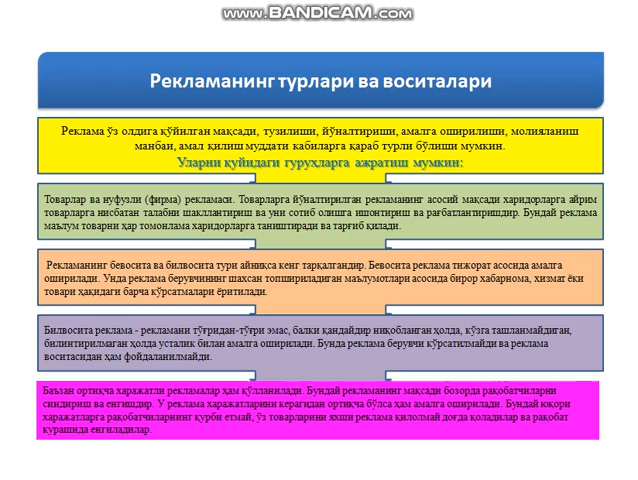 www.BANDICAM.com
Рекламанинг турлари ва воситалари
Реклама ўз олдига қўйилган мақсади, тузилиши, йўналтириши, амалга оширилиши, молияланиш
манбаи, амал қилиш муддати кабиларга қараб турли бўлиши мумкин.
Уларни қуйидаги гуруҳларга ажратиш мумкин:
Товарлар ва нуфузли (фирма) рекламаси. Товарларга йўналтирилган рекламанинг асосий мақсади харидорларга айрим
товарларга нисбатан талабни шакллантириш ва уни сотиб олишга ишонтириш ва рағбатлантиришдир. Бундай реклама
маълум товарни ҳар томонлама харидорларга таништиради ва тарғиб қилади.
Рекламанинг бевосита ва билвосита тури айниқса кенг тарқалгандир. Бевосита реклама тижорат асосида амалга
оширилади. Унда реклама берувчининг шахсан топшириладиган маълумотлари асосида бирор хабарнома, хизмат ёки
товари ҳақидаги барча кўрсатмалари ёритилади.
Билвосита реклама - рекламани тўғридан-тўғри эмас, балки қандайдир ниқобланган ҳолда, кўзга ташланмайдиган,
билинтирилмаган ҳолда усталик билан амалга оширилади. Бунда реклама берувчи кўрсатилмайди ва реклама
воситасидан ҳам фойдаланилмайди.
Баъзан ортиқча харажатли рекламалар ҳам қўлланилади. Бундай рекламанинг мақсади бозорда рақобатчиларни
синдириш ва енгишдир. У реклама харажатларини керагидан ортиқча бўлса ҳам амалга оширилади. Бундай юқори
харажатларга рақобатчиларнинг қурби етмай, ўз товарларини яхши реклама қилолмай доғда қоладилар ва рақобат
курашида енгиладилар.